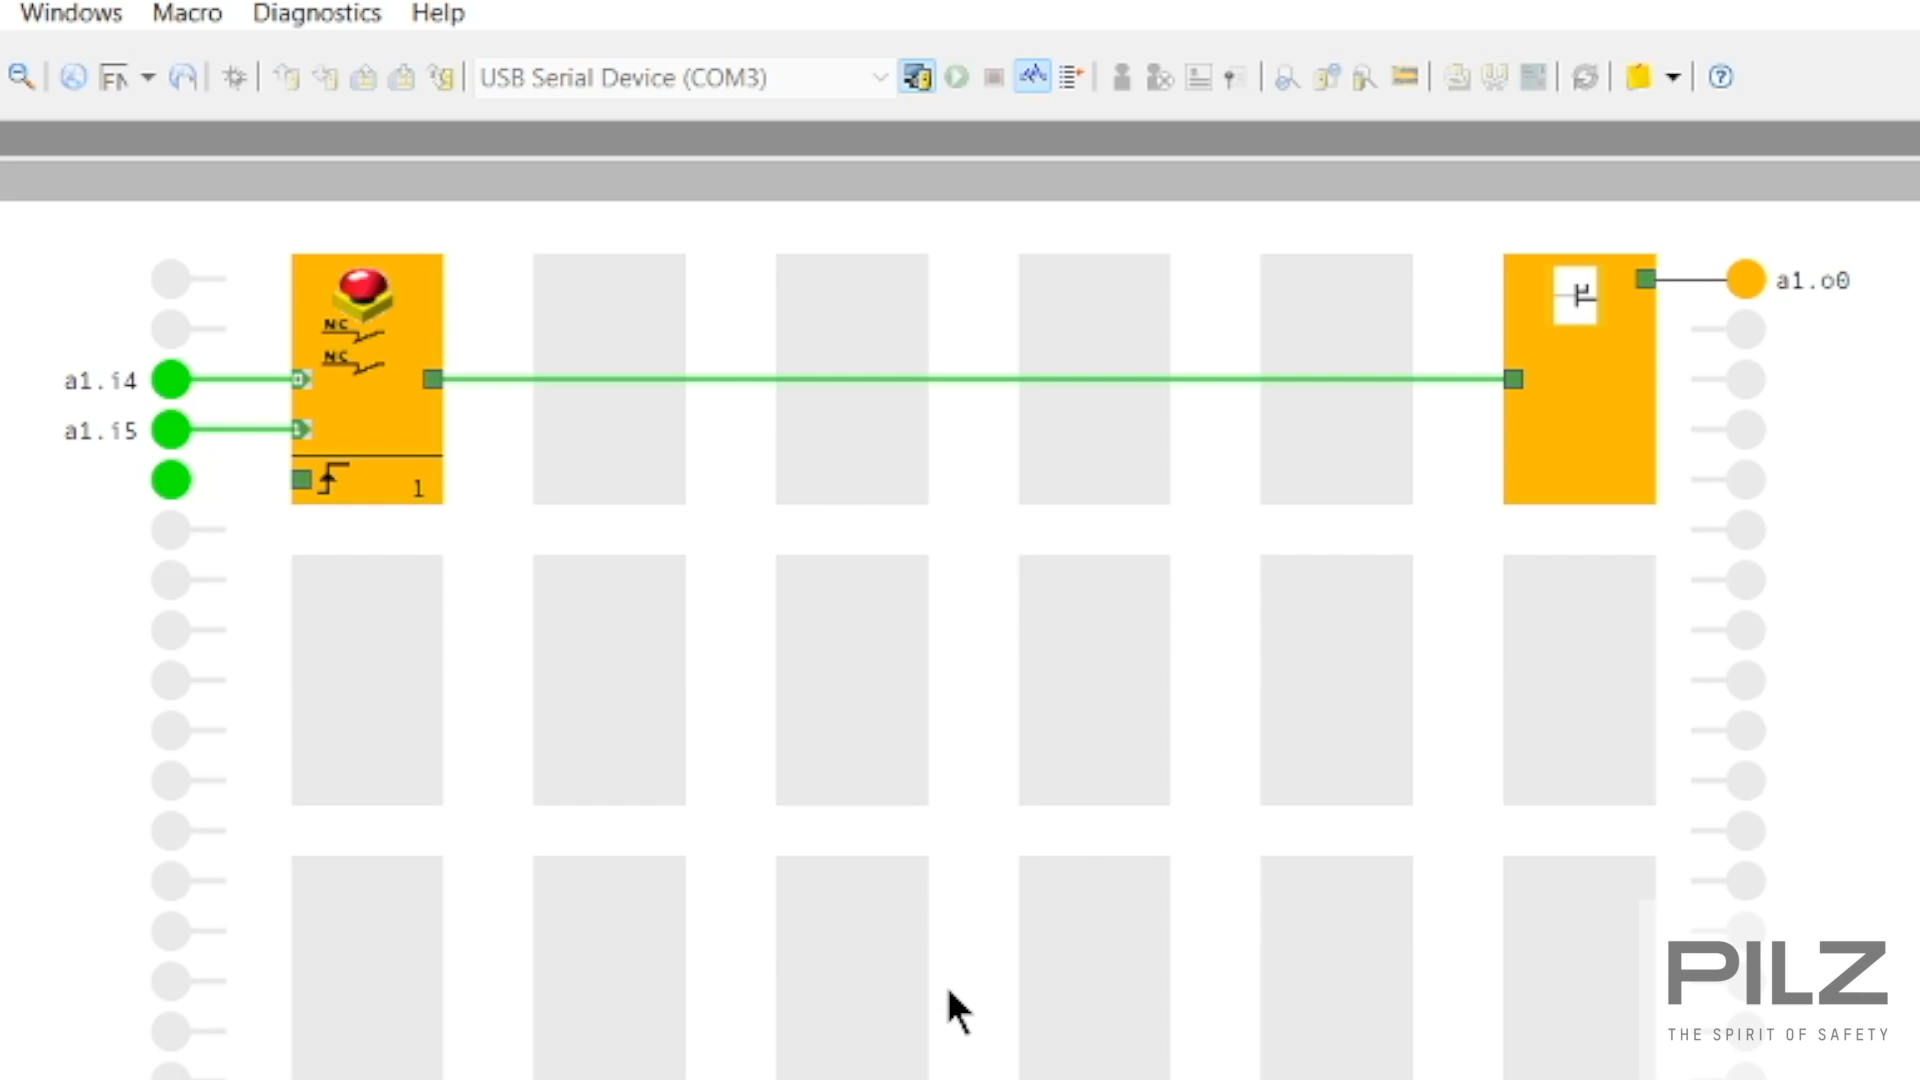 Windows Macro Diagnostics Help
USB Serial Device (COM3)
a1.o0
NC
NC
a1.i4
a1.i5
1
PILZ
THE SPIRIT OF SAFETY